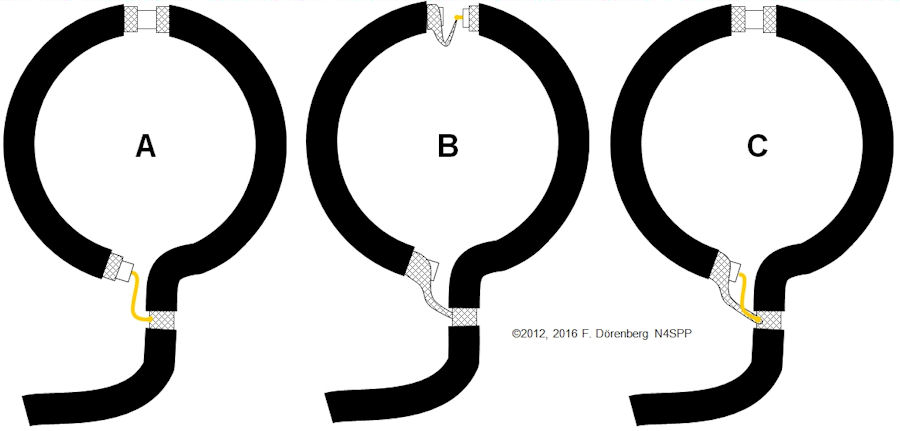 A
B
C
©2012, 2016 F. Dörenberg N4SPP